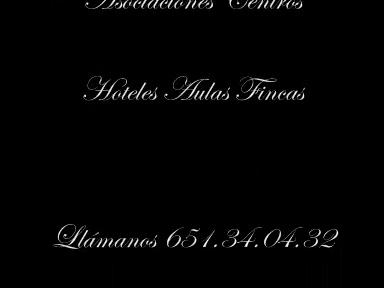 Asociaciones Centros
Hoteles Aulas Fincas
Llámanos 651.34.04.32